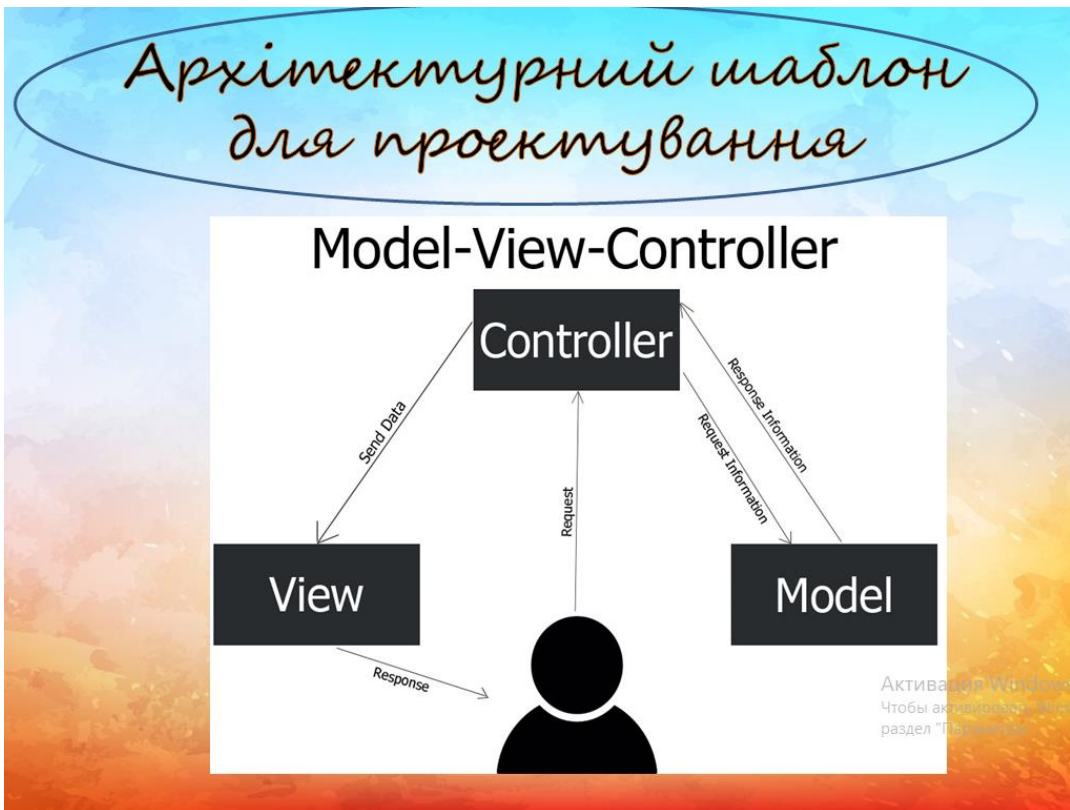 Архітектурний шаблон
для проектування
Model-View-Controller
Controller
Send Data
Request
Request Information
Response Information
View
Model
Response
Активация Windows
Чтобы активировать
раздел "Параметры"